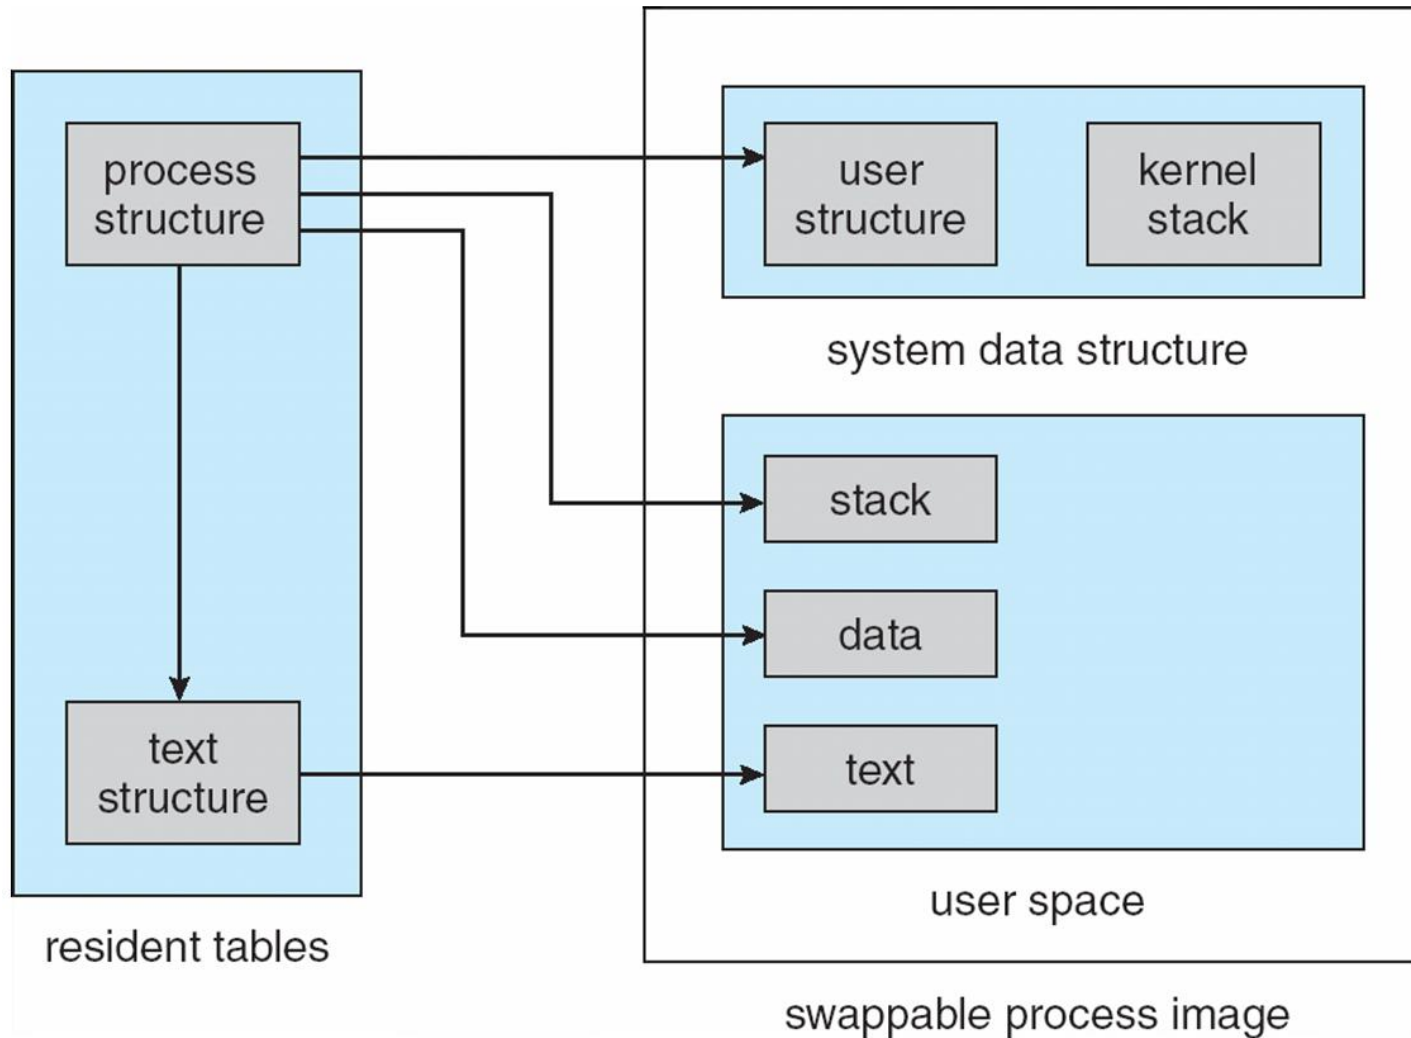 process
structure
text
structure
resident tables
user
structure
kernel
stack
system data structure
stack
data
text
user space
swappable process image